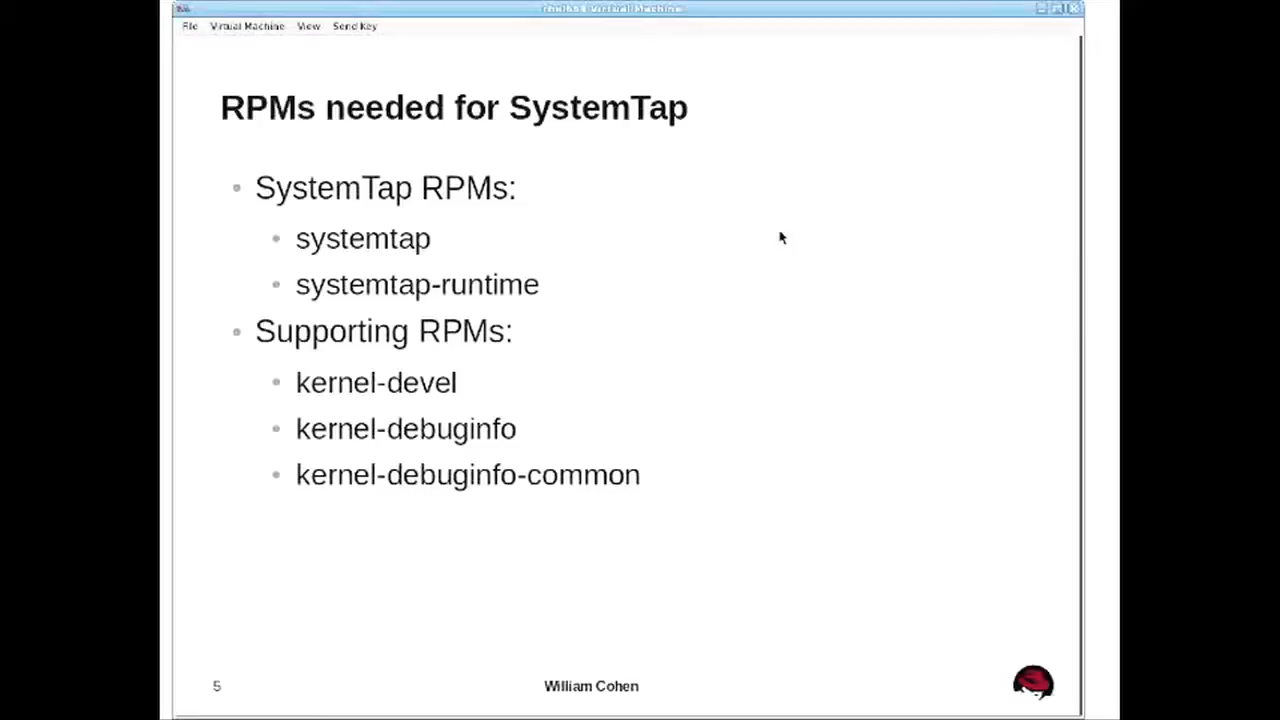 File Virtual Machine View Send Key
RPMs needed for SystemTap
SystemTap RPMs:
systemtap
systemtap-runtime
Supporting RPMs:
kernel-devel
kernel-debuginfo
kernel-debuginfo-common
5 William Cohen